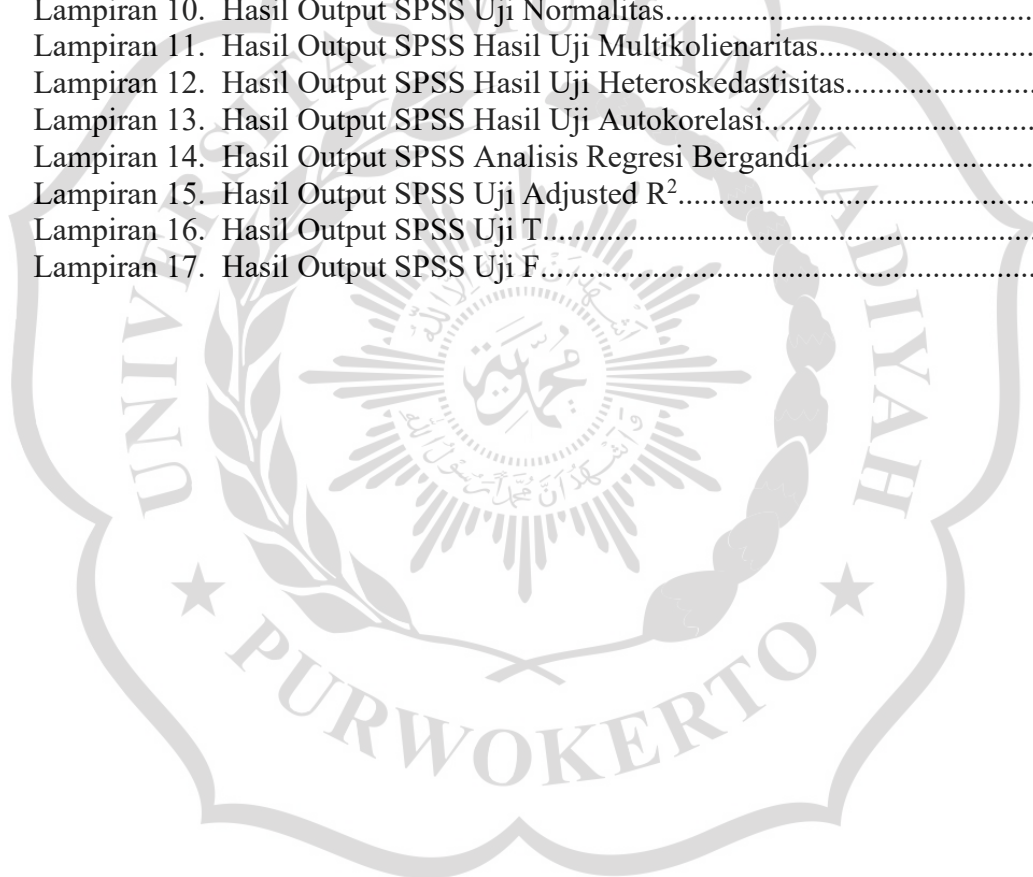 Lampiran 10. Hasil Output SPSS Uji Normalitas
Lampiran 11. Hasil Output SPSS Hasil Uji Multikolienaritas
Lampiran 12. Hasil Output SPSS Hasil Uji Heteroskedastisitas
Lampiran 13. Hasil Output SPSS Hasil Uji Autokorelasi
Lampiran 14. Hasil Output SPSS Analisis Regresi Bergandi
Lampiran 15. Hasil Output SPSS Uji Adjusted R²
Lampiran 16. Hasil Output SPSS Uji T
Lampiran 17. Hasil Output SPSS Uji F
UNIVERSITAS MUHAMMADIYAH
PURWOKERTO